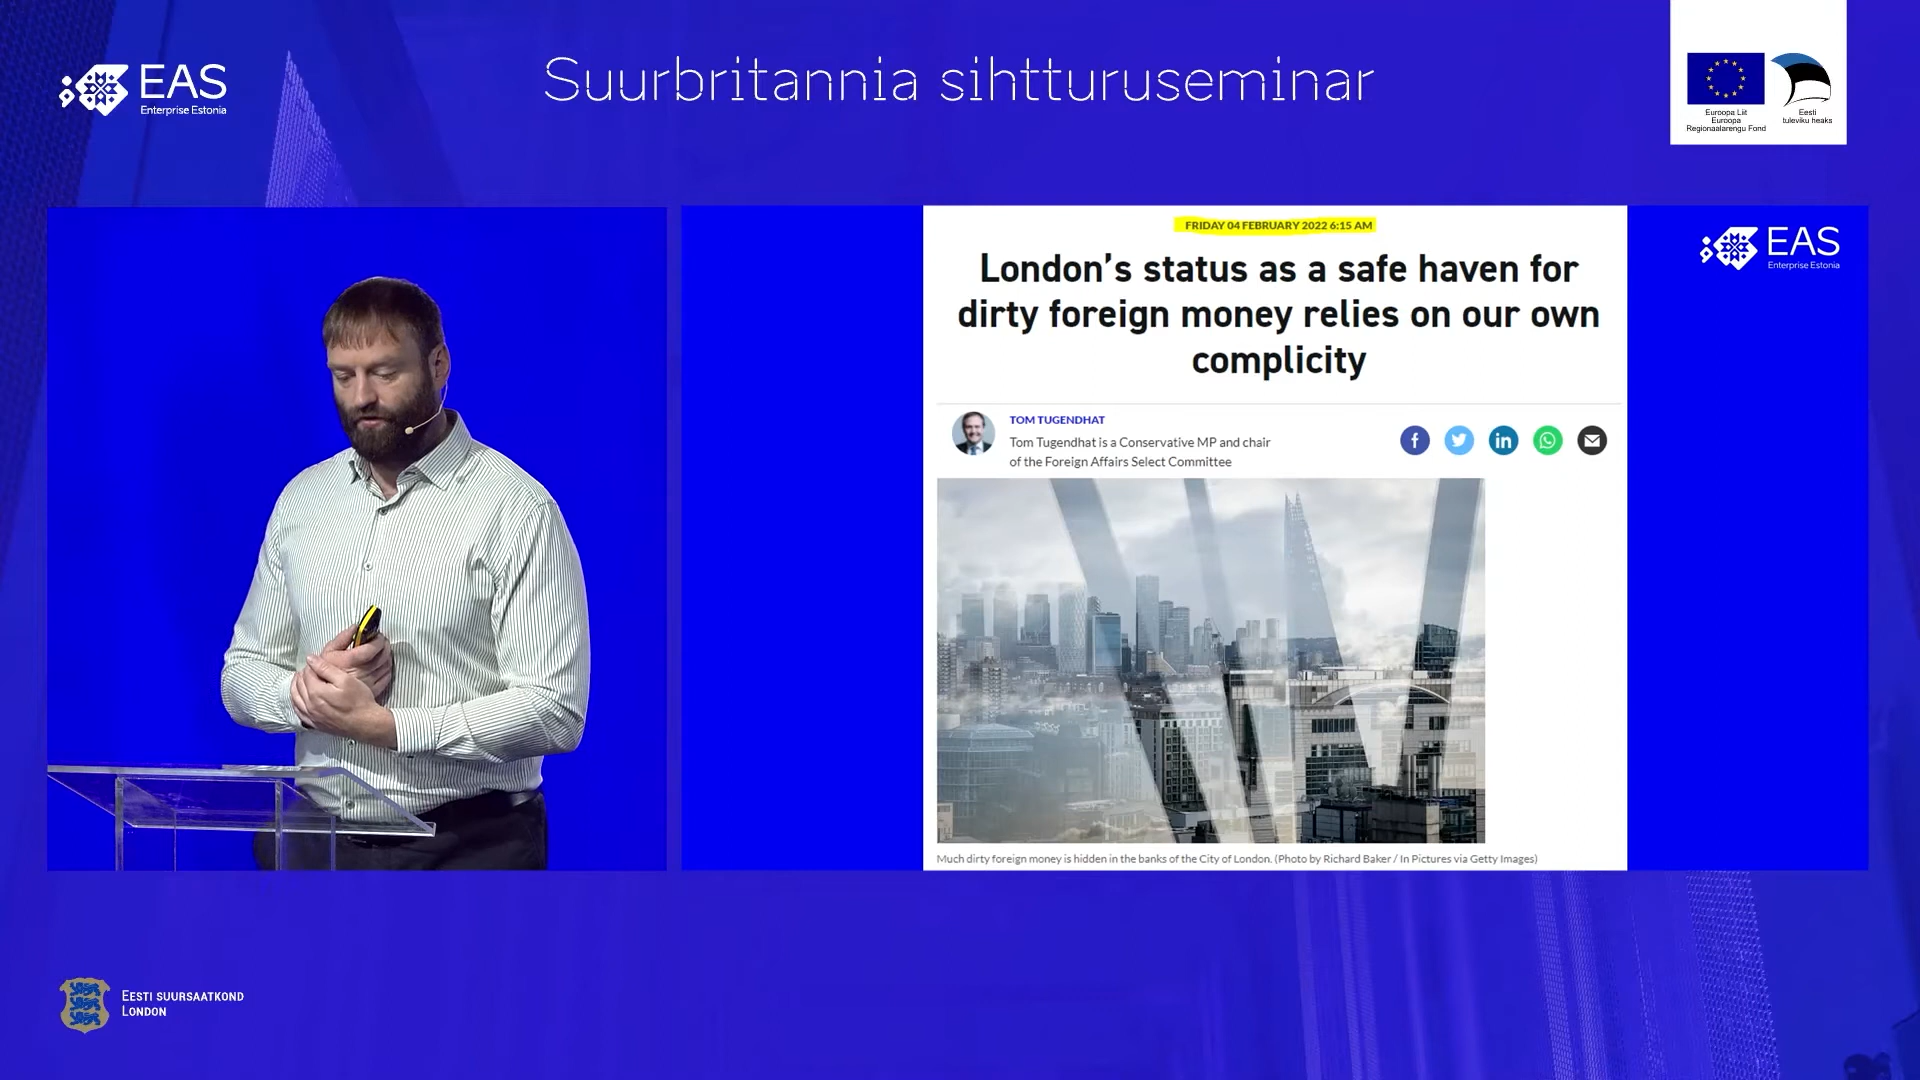 EAS
Enterprise Estonia
Suurbritannia sihtturuseminar
Euroopa Liit
Euroopa
Regionaalarengu Fond
Eesti
tuleviku heaks
FRIDAY 04 FEBRUARY 2022 6:15 AM
London’s status as a safe haven for
dirty foreign money relies on our own
complicity
TOM TUGENDHAT
Tom Tugendhat is a Conservative MP and chair
of the Foreign Affairs Select Committee
f
in
Much dirty foreign money is hidden in the banks of the City of London. (Photo by Richard Baker / In Pictures via Getty Images)
EAS
Enterprise Estonia
EESTI SUURSAATKOND
LONDON